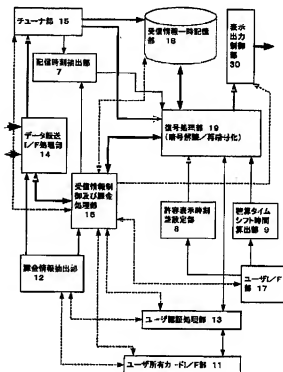 チューナ部 15
受信情報一時記憶
部 18
表示
出力
制御部
30
配信時刻抽出部
7
データ転送
I/F処理部
14
復号処理部 19
(暗号解読/再暗号化)
受信情報制
御及び課金
処理部
16
許容表示時刻
設定部
8
積算タイム
シフト時間
算出部 9
課金情報抽出部
12
ユーザI/F部
17
ユーザ認証処理部 13
ユーザ所有カードI/F部 11